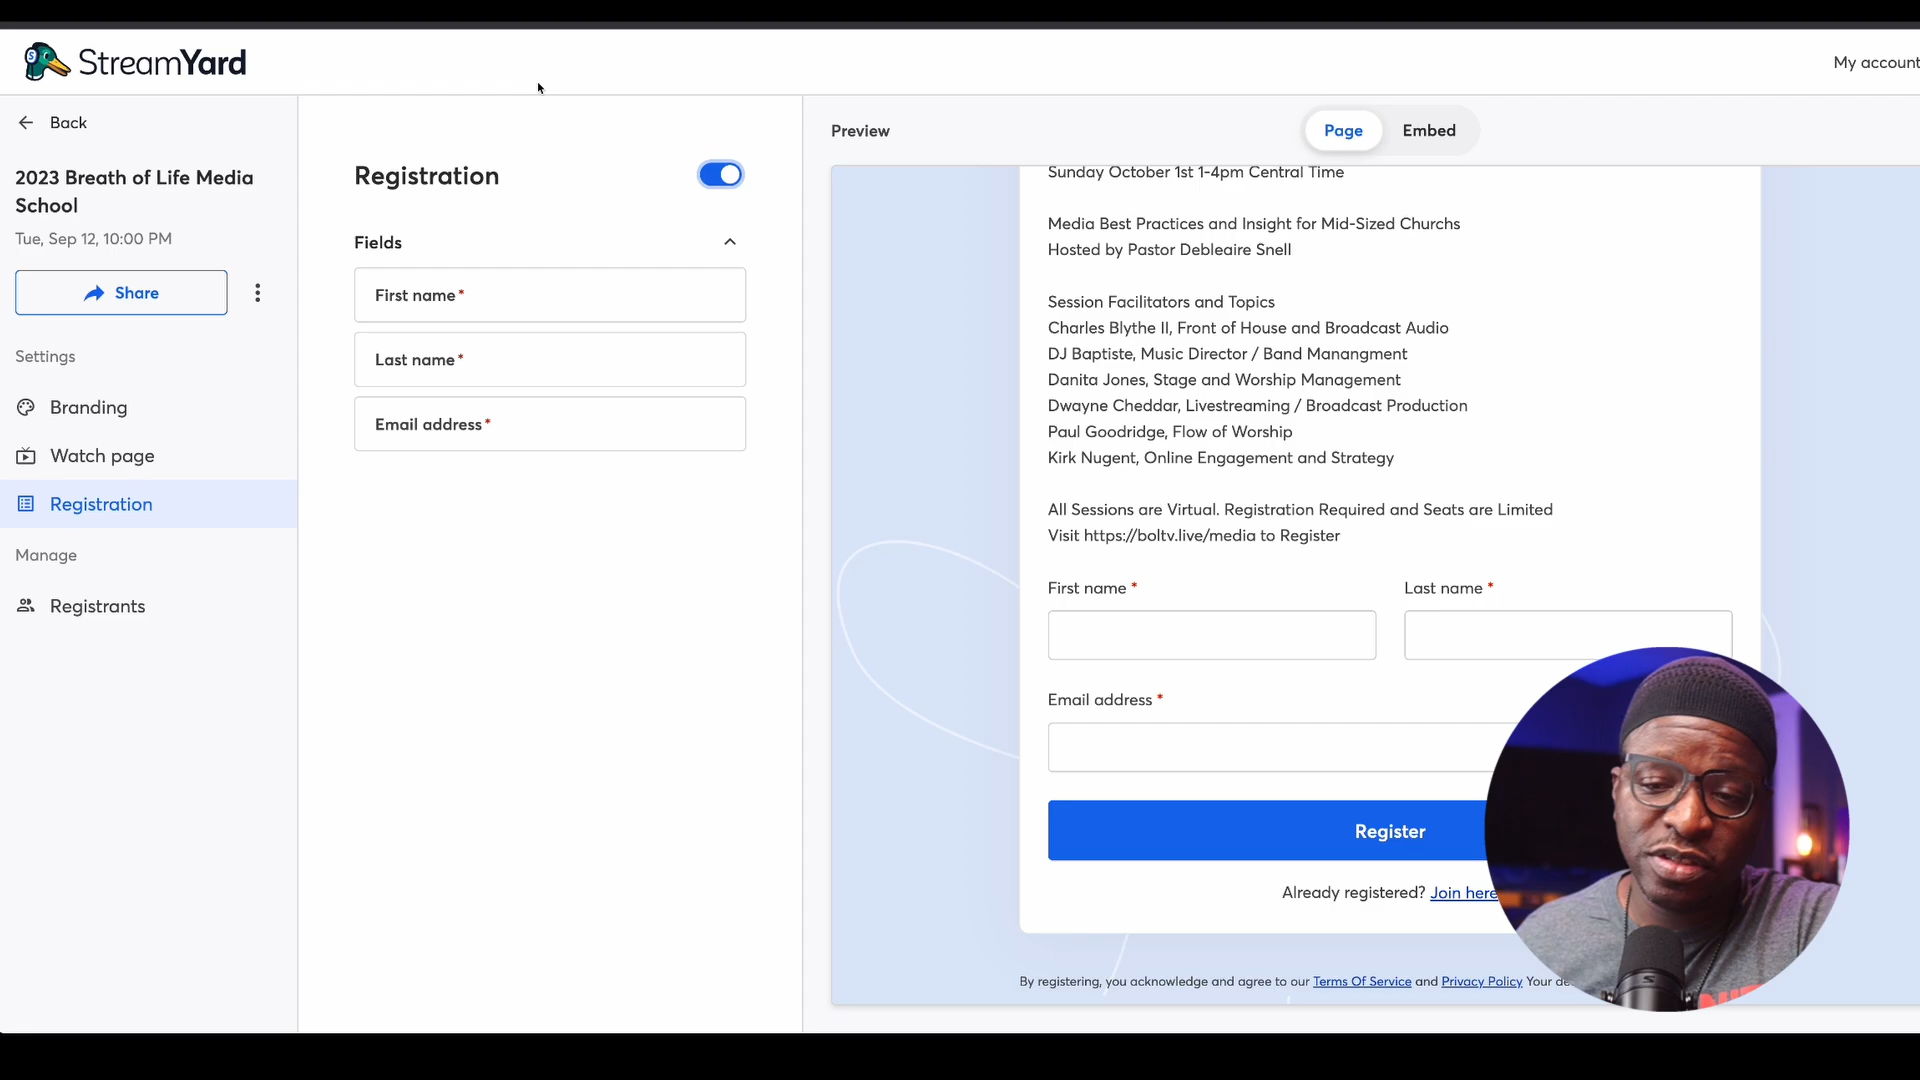 StreamYard
My account
Back
2023 Breath of Life Media
School
Tue, Sep 12, 10:00 PM
Share
Settings
Branding
Watch page
Registration
Manage
Registrants
Registration
Fields
First name*
Last name*
Email address*
Preview
Page
Embed
Sunday October 1st 1-4pm Central Time
Media Best Practices and Insight for Mid-Sized Churchs
Hosted by Pastor Debleaire Snell
Session Facilitators and Topics
Charles Blythe II, Front of House and Broadcast Audio
DJ Baptiste, Music Director / Band Manangment
Danita Jones, Stage and Worship Management
Dwayne Cheddar, Livestreaming / Broadcast Production
Paul Goodridge, Flow of Worship
Kirk Nugent, Online Engagement and Strategy
All Sessions are Virtual. Registration Required and Seats are Limited
Visit https://boltv.live/media to Register
First name *
Last name *
Email address *
Register
Already registered? Join here
By registering, you acknowledge and agree to our Terms Of Service and Privacy Policy Your